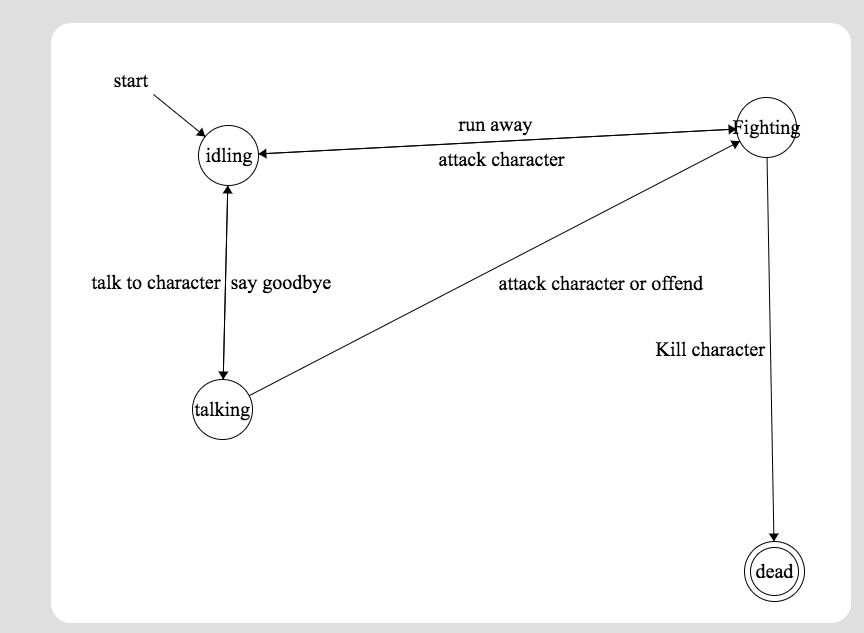 start
run away
Fighting
idling
attack character
talk to character
say goodbye
attack character or offend
Kill character
talking
dead